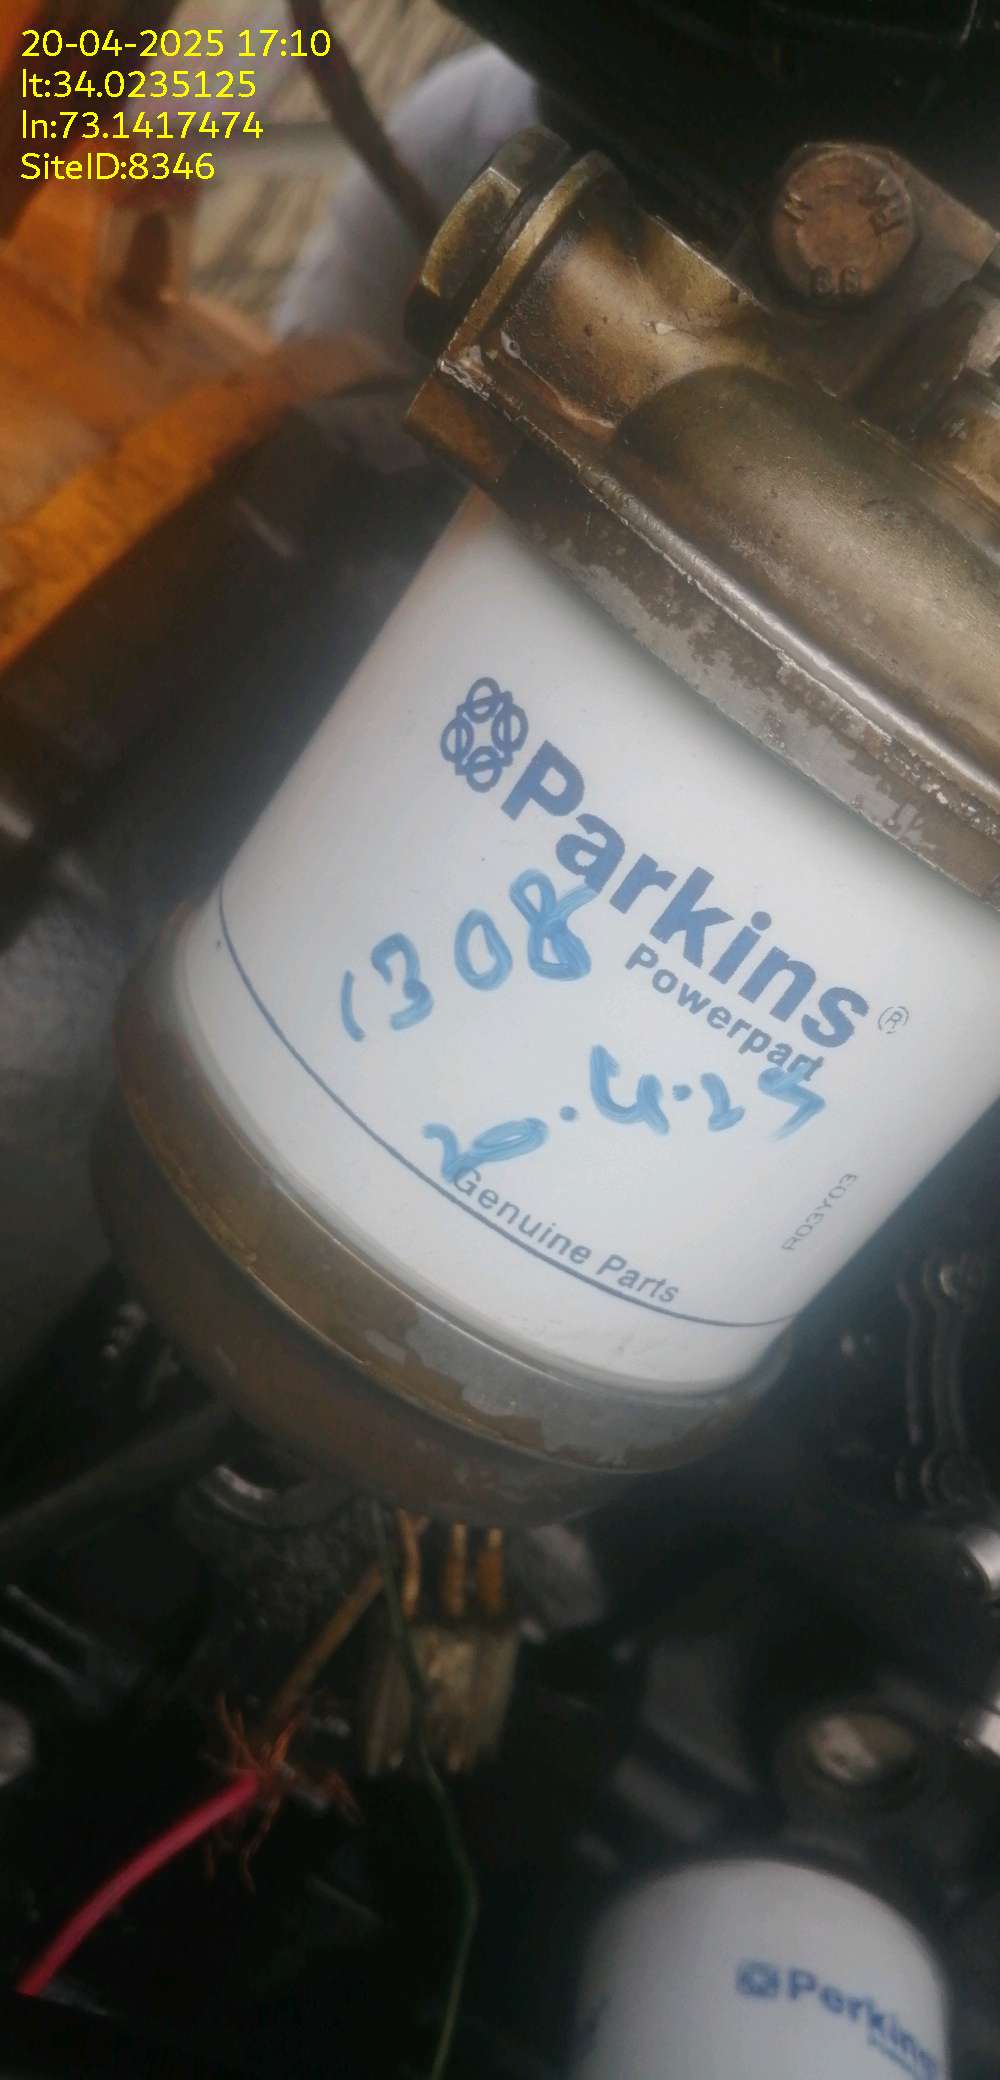 20-04-2025 17:10
lt:34.0235125
ln:73.1417474
SiteID:8346
Parkins®
Powerpart
1308
20.4.25
Genuine Parts
R03Y03
Perkins